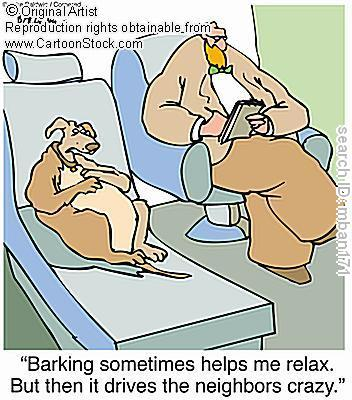 © Original Artist
Reproduction rights obtainable from
www.CartoonStock.com
search ID: mban1171
"Barking sometimes helps me relax.
But then it drives the neighbors crazy."